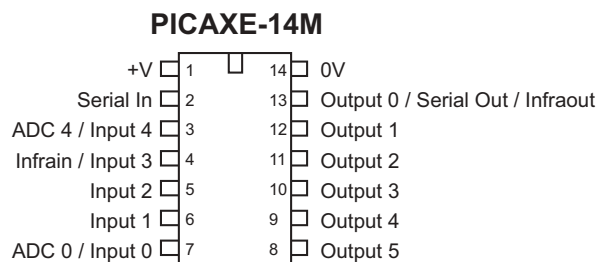 PICAXE-14M
+V 1 14 0V
Serial In 2 13 Output 0 / Serial Out / Infraout
ADC 4 / Input 4 3 12 Output 1
Infrain / Input 3 4 11 Output 2
Input 2 5 10 Output 3
Input 1 6 9 Output 4
ADC 0 / Input 0 7 8 Output 5